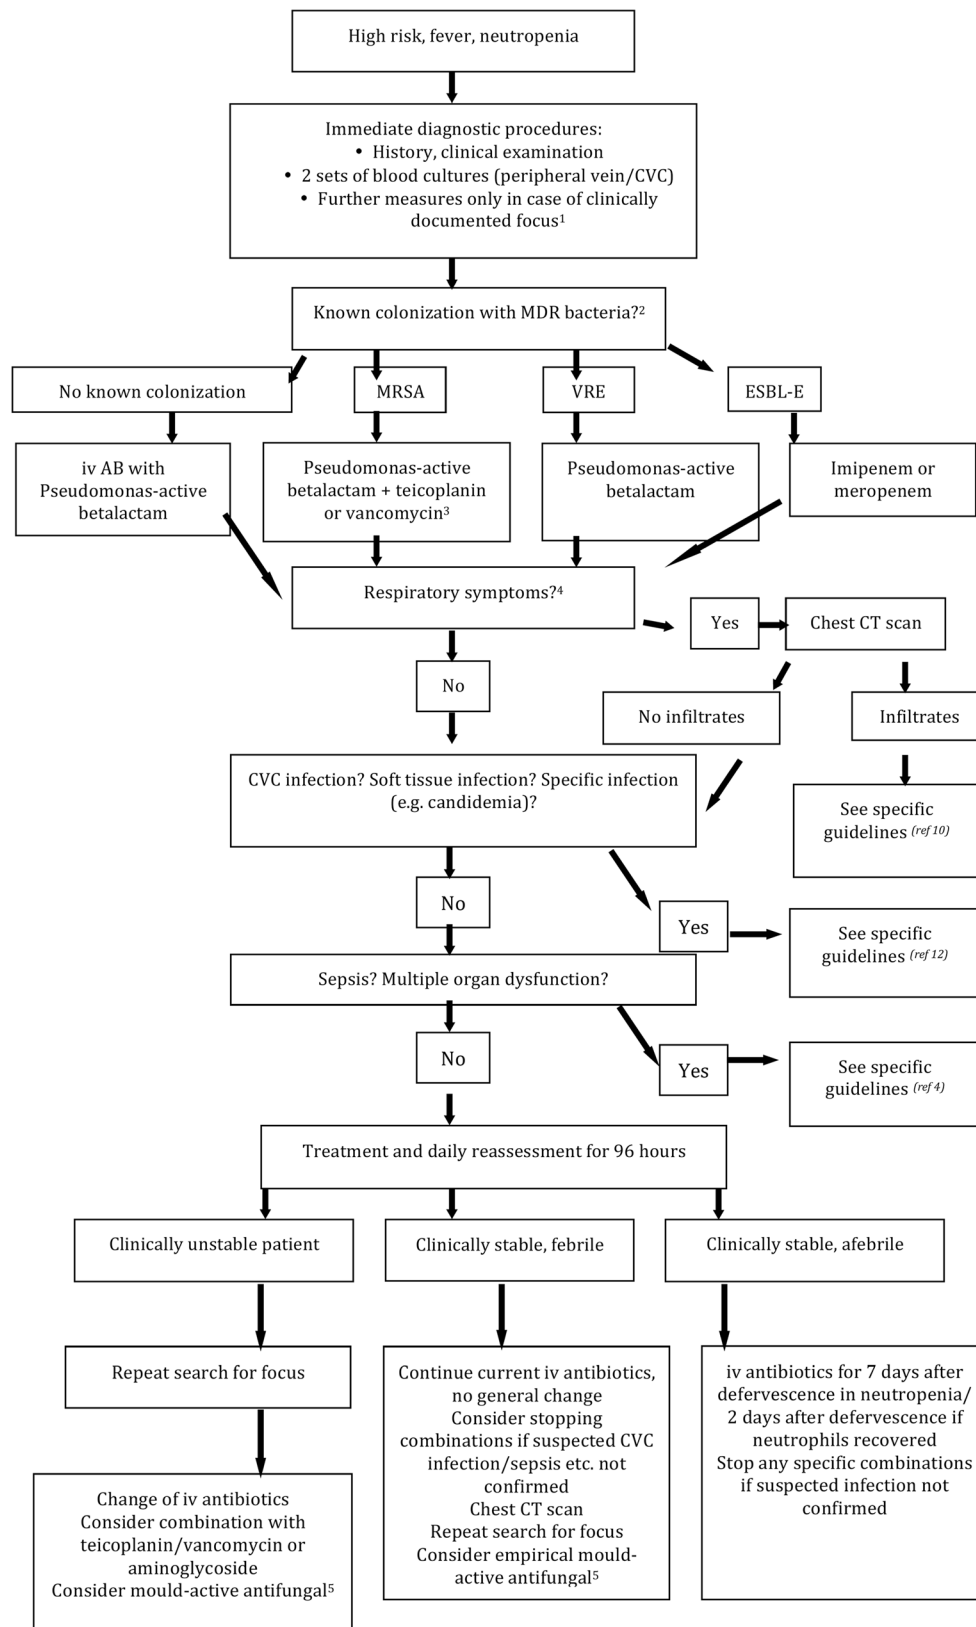 High risk, fever, neutropenia
Immediate diagnostic procedures:
• History, clinical examination
• 2 sets of blood cultures (peripheral vein/CVC)
• Further measures only in case of clinically
documented focus¹
Known colonization with MDR bacteria?²
No known colonization
MRSA
VRE
ESBL-E
iv AB with
Pseudomonas-active
betalactam
Pseudomonas-active
betalactam + teicoplanin
or vancomycin³
Pseudomonas-active
betalactam
Imipenem or
meropenem
Respiratory symptoms?⁴
Yes
Chest CT scan
No
No infiltrates
Infiltrates
CVC infection? Soft tissue infection? Specific infection
(e.g. candidemia)?
See specific
guidelines (ref 10)
No
Yes
See specific
guidelines (ref 12)
Sepsis? Multiple organ dysfunction?
No
Yes
See specific
guidelines (ref 4)
Treatment and daily reassessment for 96 hours
Clinically unstable patient
Clinically stable, febrile
Clinically stable, afebrile
Repeat search for focus
Continue current iv antibiotics,
no general change
Consider stopping
combinations if suspected CVC
infection/sepsis etc. not
confirmed
Chest CT scan
Repeat search for focus
Consider empirical mould-
active antifungal⁵
iv antibiotics for 7 days after
defervescence in neutropenia/
2 days after defervescence if
neutrophils recovered
Stop any specific combinations
if suspected infection not
confirmed
Change of iv antibiotics
Consider combination with
teicoplanin/vancomycin or
aminoglycoside
Consider mould-active antifungal⁵